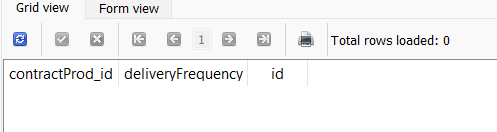 Grid view Form view
1 Total rows loaded: 0
contractProd_id deliveryFrequency id